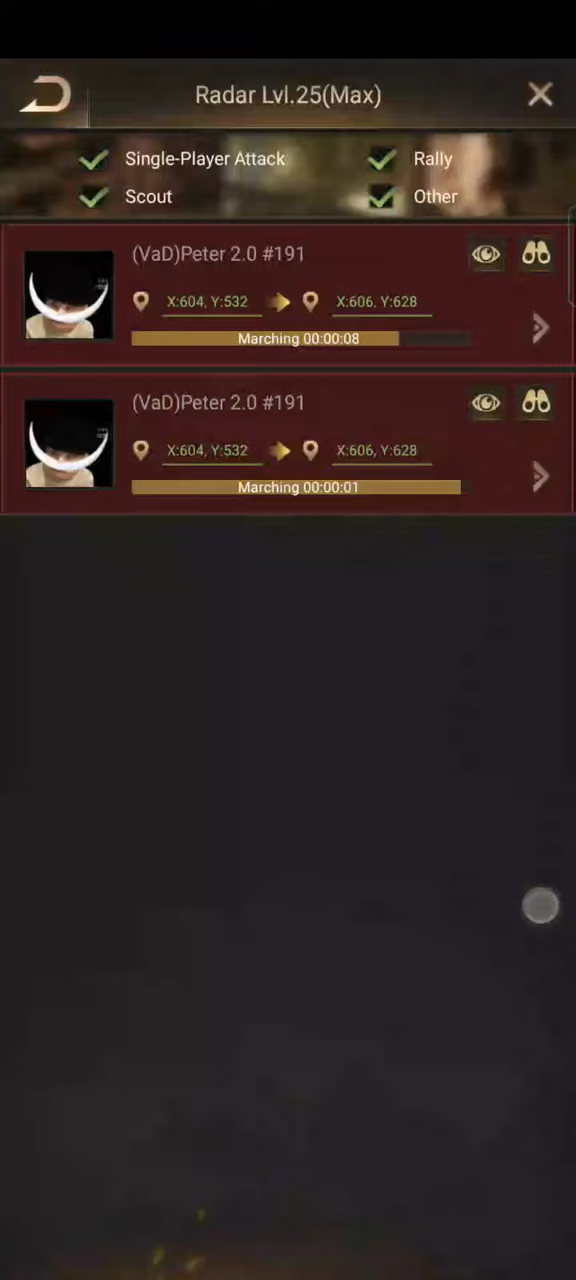 Radar Lvl.25(Max)
Single-Player Attack
Rally
Scout
Other
(VaD)Peter 2.0 #191
X:604, Y:532
X:606, Y:628
Marching 00:00:08
(VaD)Peter 2.0 #191
X:604, Y:532
X:606, Y:628
Marching 00:00:01